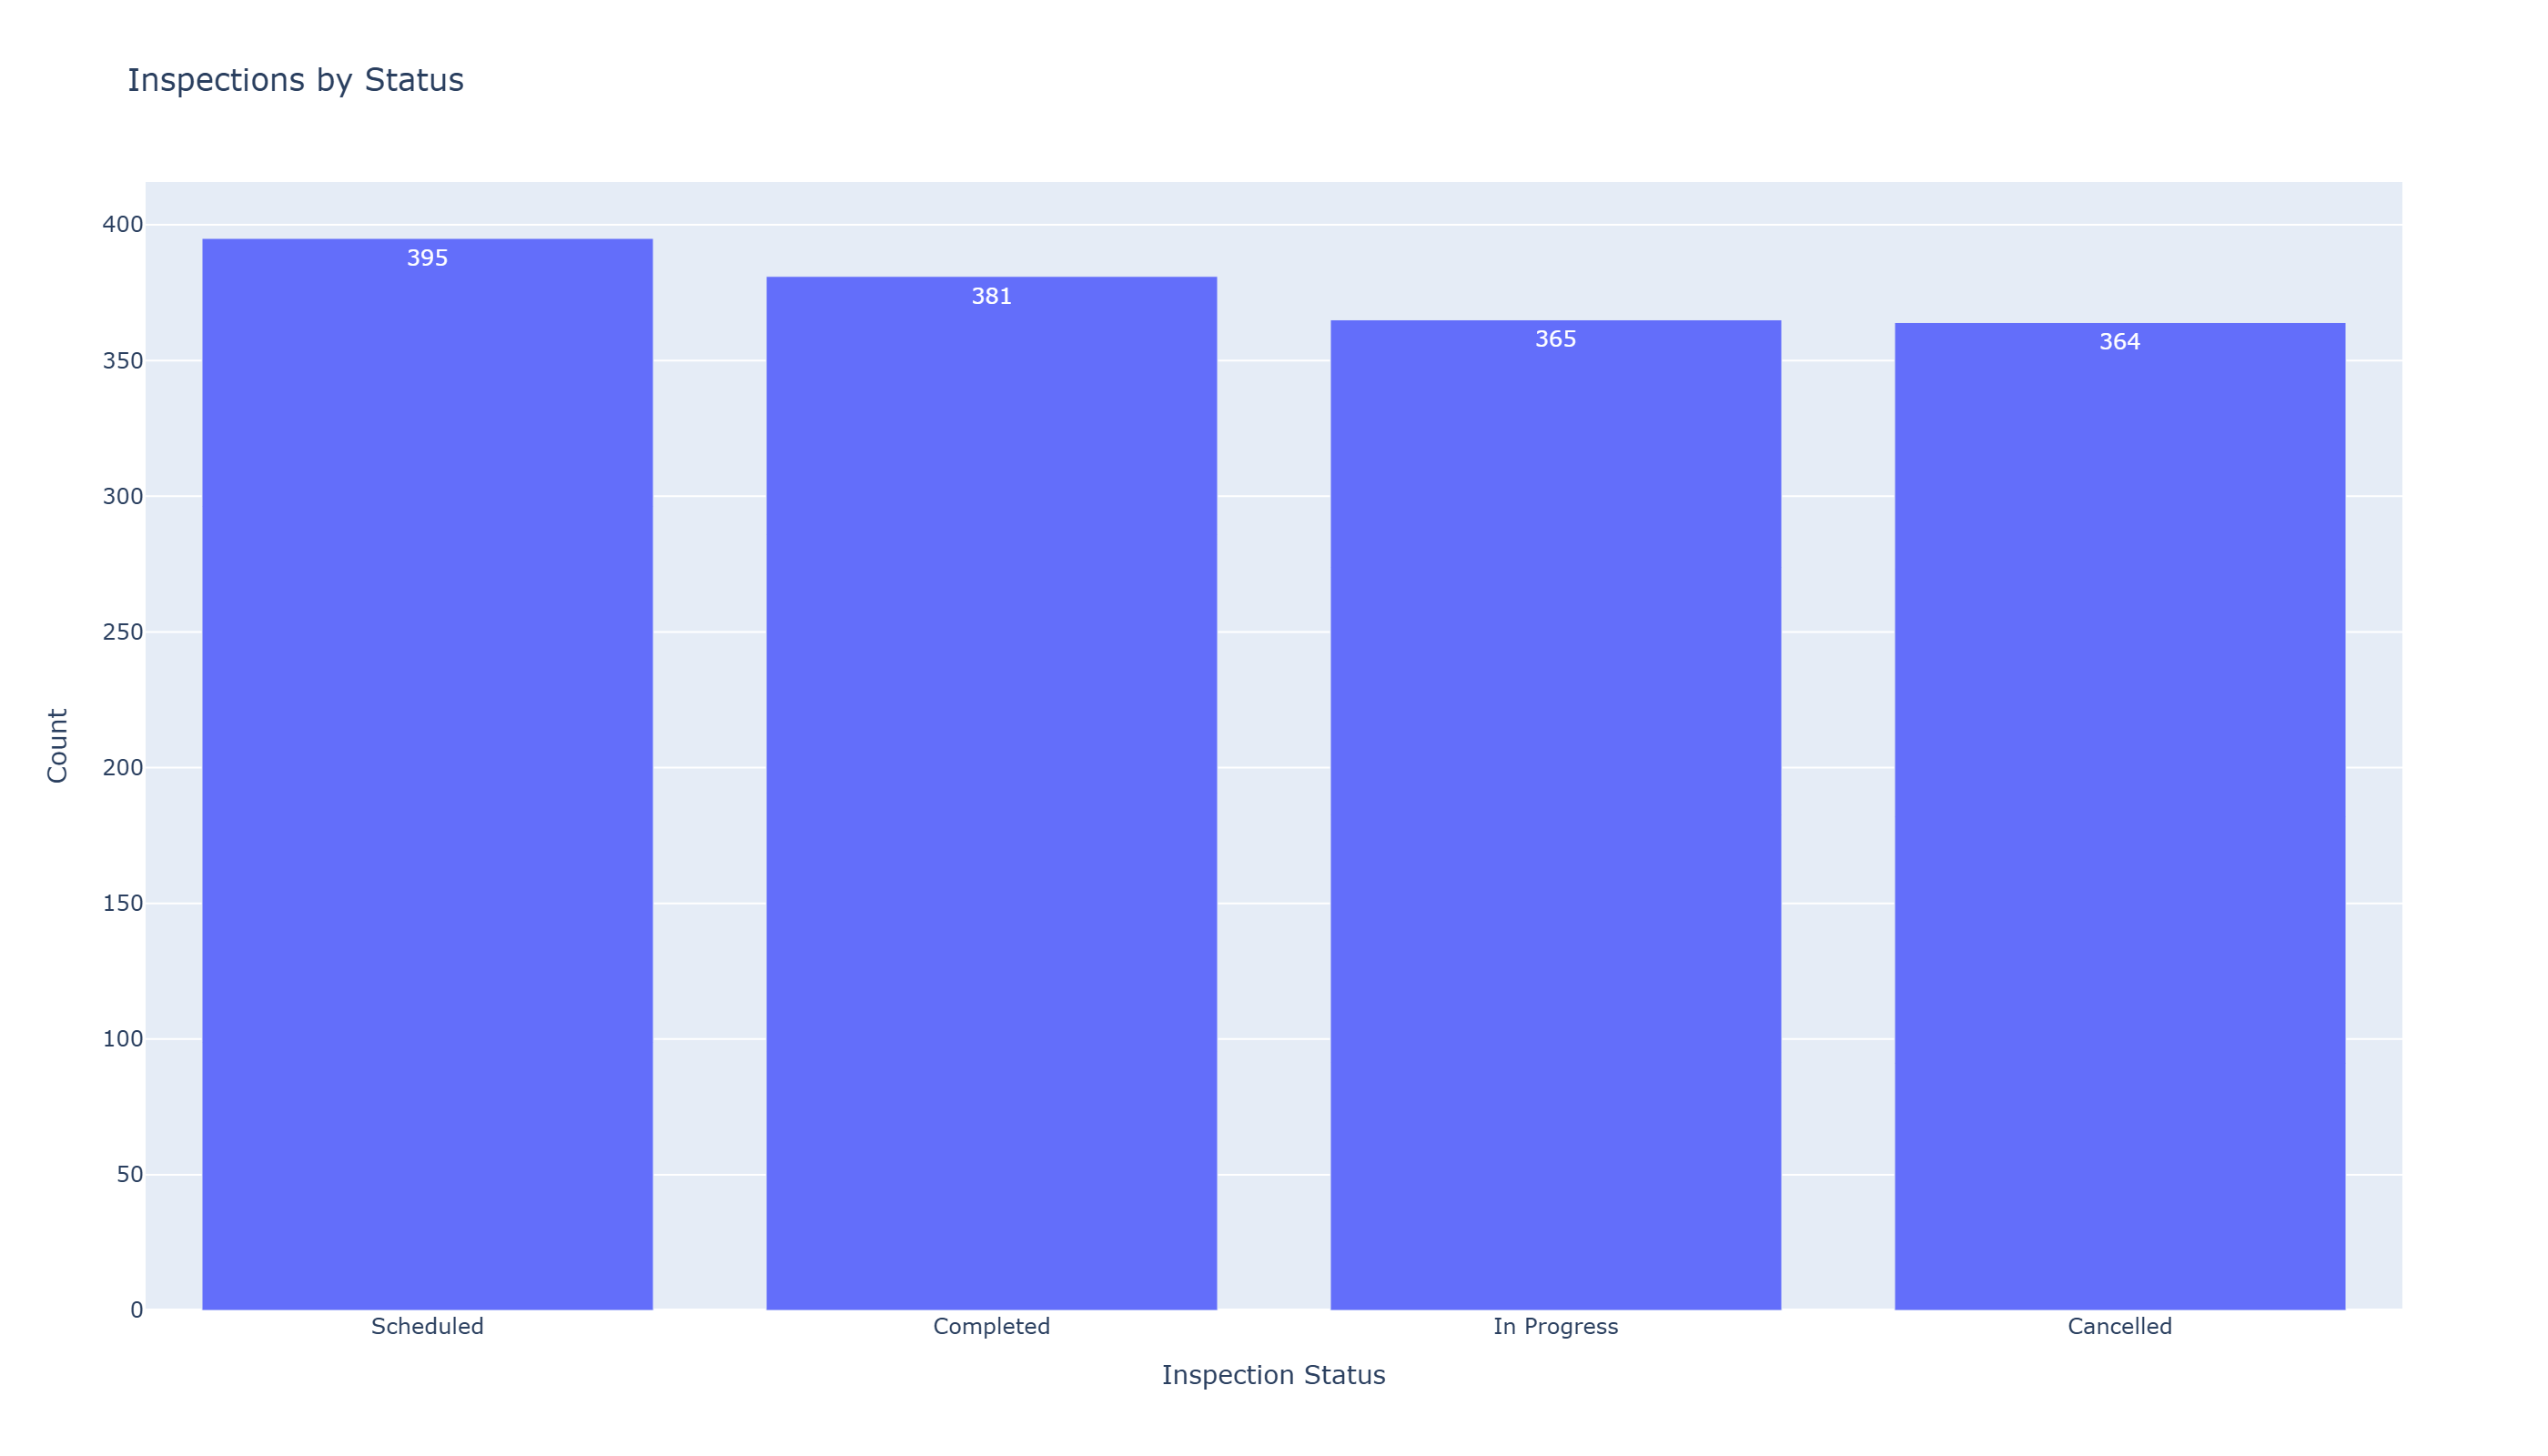 Inspections by Status
400
350
300
250
200
150
100
50
0
Count
395
381
365
364
Scheduled
Completed
In Progress
Cancelled
Inspection Status